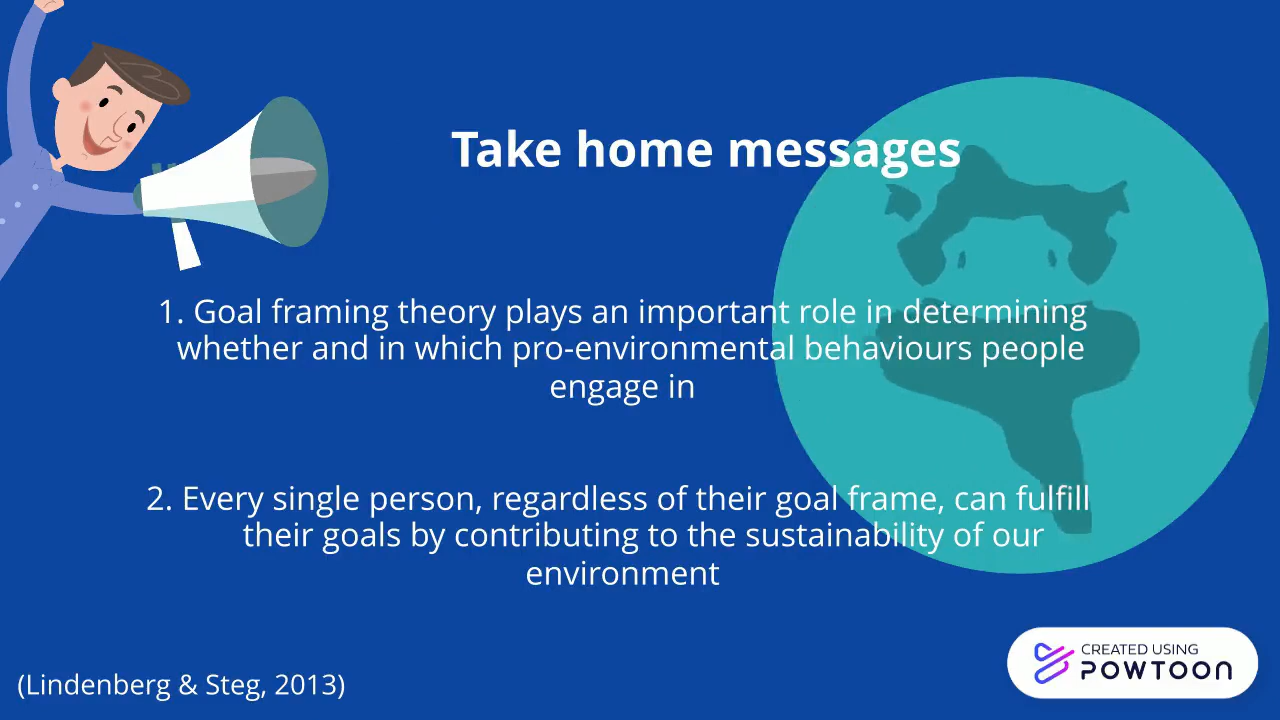 Take home messages
1. Goal framing theory plays an important role in determining
whether and in which pro-environmental behaviours people
engage in
2. Every single person, regardless of their goal frame, can fulfill
their goals by contributing to the sustainability of our
environment
(Lindenberg & Steg, 2013)
CREATED USING
POWTOON